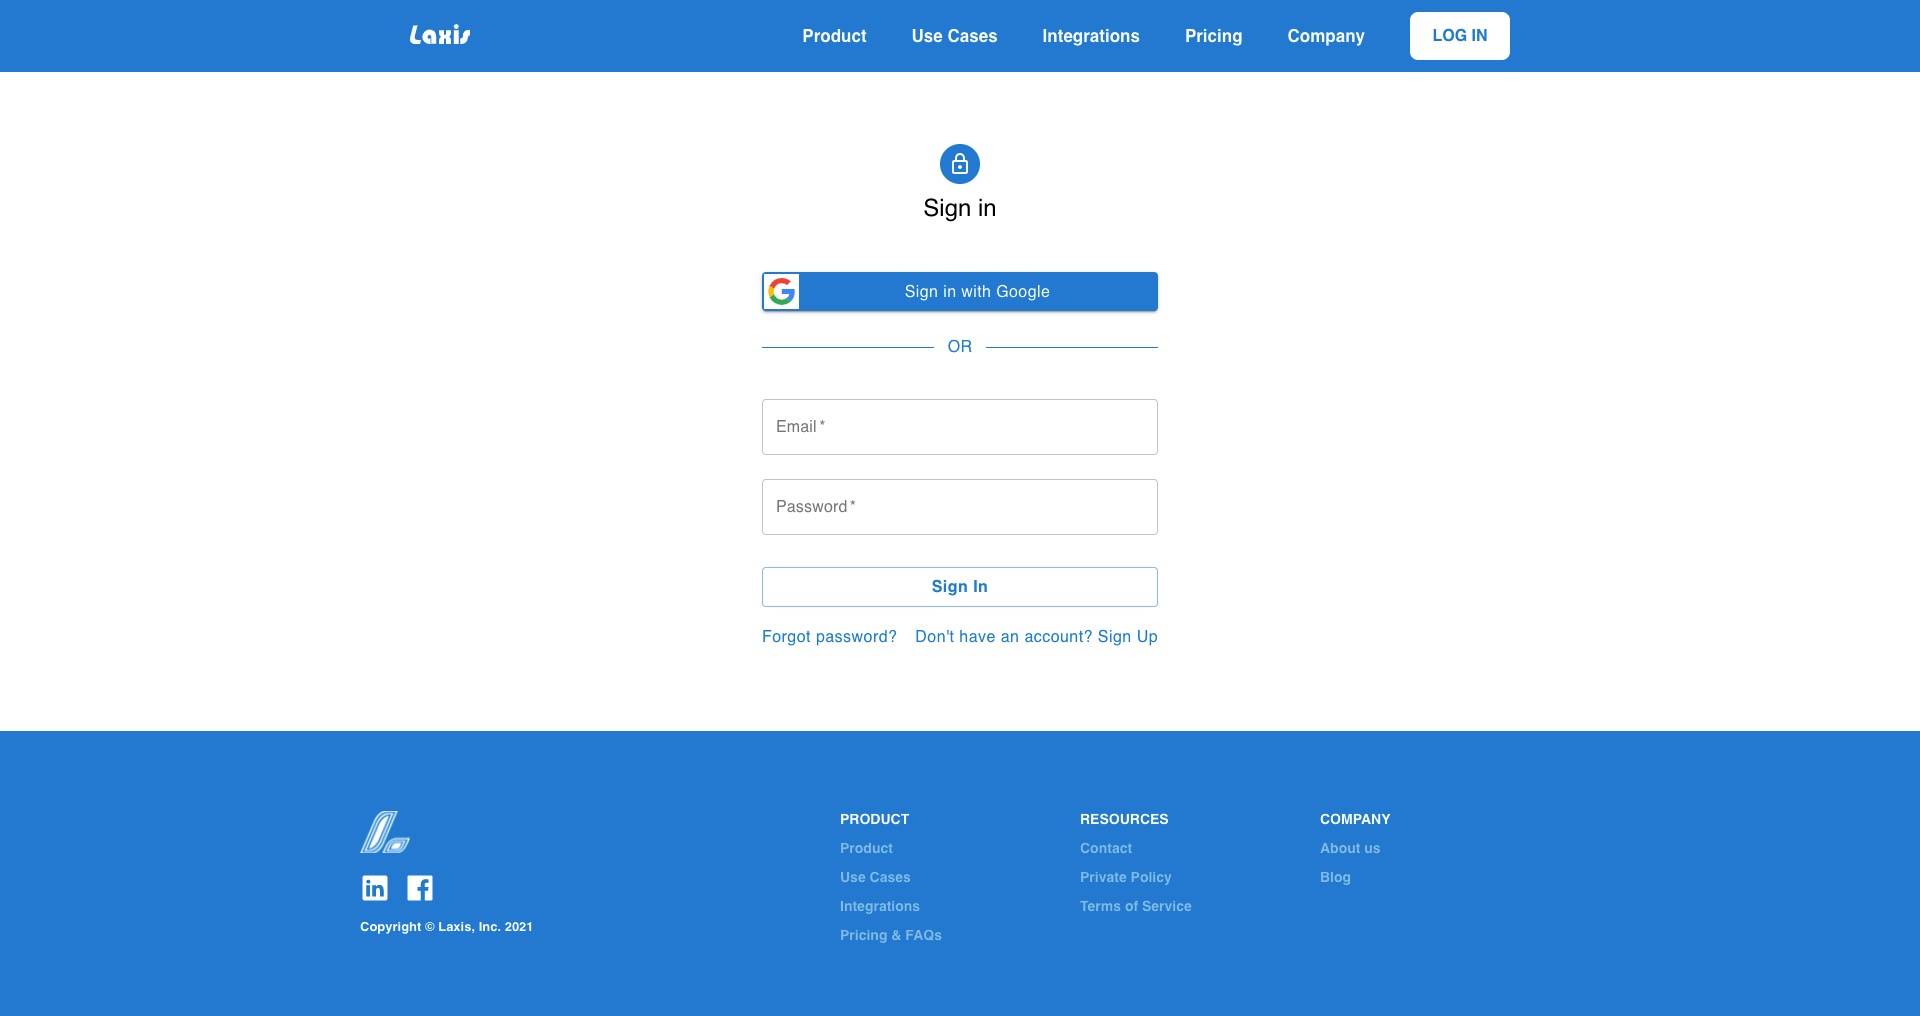 Laxis
Product
Use Cases
Integrations
Pricing
Company
LOG IN
Sign in
Sign in with Google
OR
Email *
Password *
Sign In
Forgot password?
Don't have an account? Sign Up
Copyright © Laxis, Inc. 2021
PRODUCT
Product
Use Cases
Integrations
Pricing & FAQs
RESOURCES
Contact
Private Policy
Terms of Service
COMPANY
About us
Blog